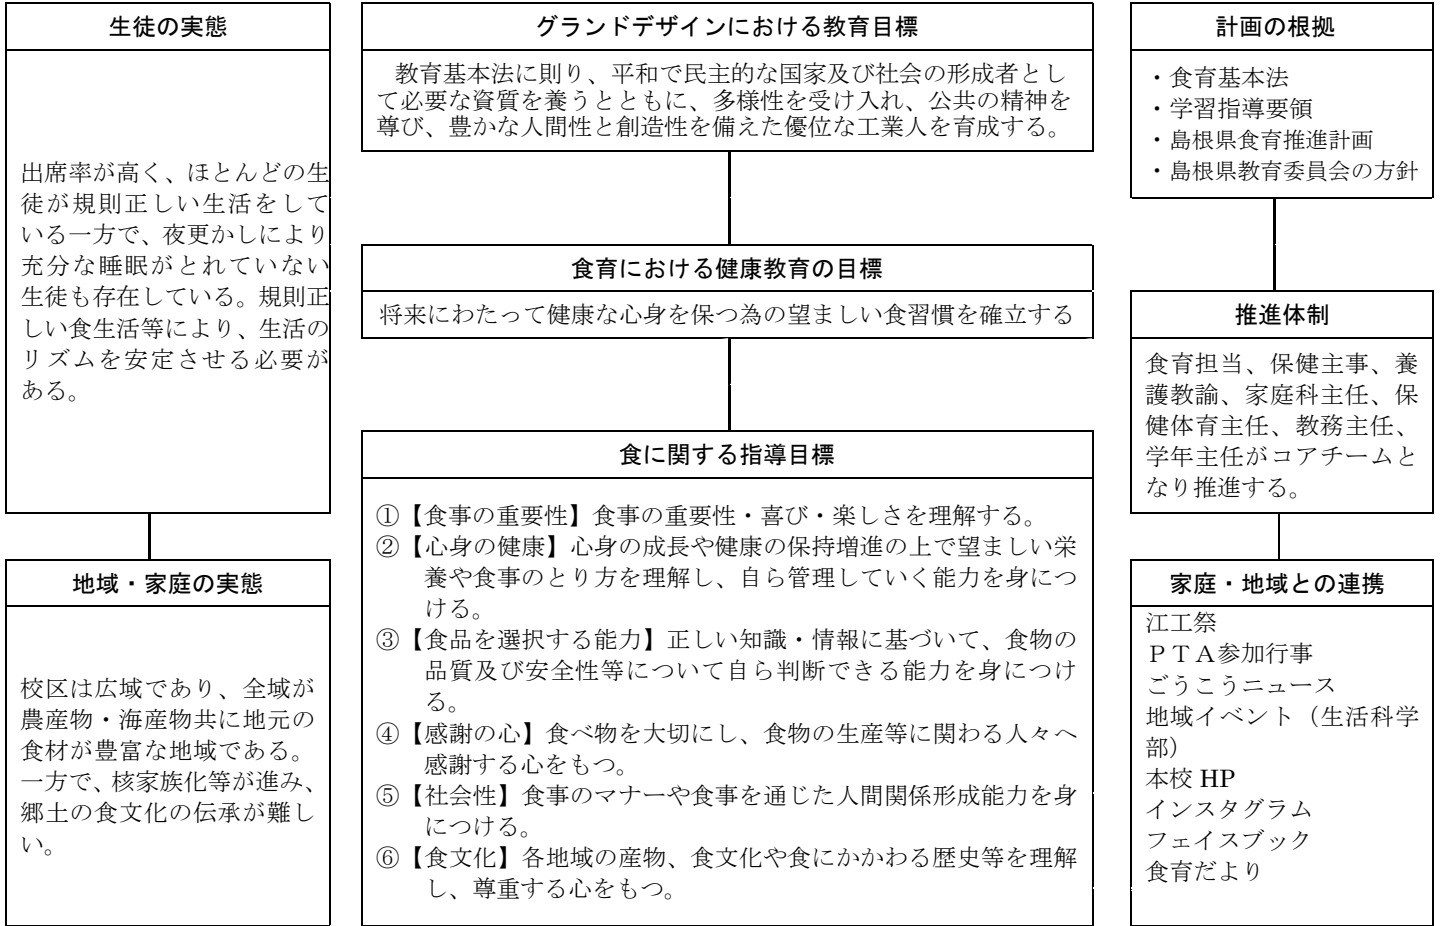 生徒の実態
出席率が高く、ほとんどの生
徒が規則正しい生活をして
いる一方で、夜更かしにより
充分な睡眠がとれていない
生徒も存在している。規則正
しい食生活等により、生活の
リズムを安定させる必要が
ある。
地域・家庭の実態
校区は広域であり、全域が
農産物・海産物共に地元の
食材が豊富な地域である。
一方で、核家族化等が進み、
郷土の食文化の伝承が難し
い。
グランドデザインにおける教育目標
教育基本法に則り、平和で民主的な国家及び社会の形成者とし
て必要な資質を養うとともに、多様性を受け入れ、公共の精神を
尊び、豊かな人間性と創造性を備えた優位な工業人を育成する。
食育における健康教育の目標
将来にわたって健康な心身を保つ為の望ましい食習慣を確立する
食に関する指導目標
①【食事の重要性】食事の重要性・喜び・楽しさを理解する。
②【心身の健康】心身の成長や健康の保持増進の上で望ましい栄
養や食事のとり方を理解し、自ら管理していく能力を身につ
ける。
③【食品を選択する能力】正しい知識・情報に基づいて、食物の
品質及び安全性等について自ら判断できる能力を身につけ
る。
④【感謝の心】食べ物を大切にし、食物の生産等に関わる人々へ
感謝する心をもつ。
⑤【社会性】食事のマナーや食事を通じた人間関係形成能力を身
につける。
⑥【食文化】各地域の産物、食文化や食にかかわる歴史等を理解
し、尊重する心をもつ。
計画の根拠
・食育基本法
・学習指導要領
・島根県食育推進計画
・島根県教育委員会の方針
推進体制
食育担当、保健主事、養
護教諭、家庭科主任、保
健体育主任、教務主任、
学年主任がコアチームと
なり推進する。
家庭・地域との連携
江工祭
ＰＴＡ参加行事
ごうこうニュース
地域イベント（生活科学
部）
本校 HP
インスタグラム
フェイスブック
食育だより